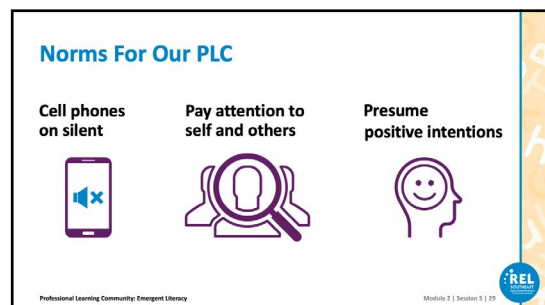 Norms For Our PLC
Cell phones
on silent
Pay attention to
self and others
Presume
positive intentions
Professional Learning Community: Emergent Literacy
Module 2 | Session 5 | 29
REL
SOUTHEAST